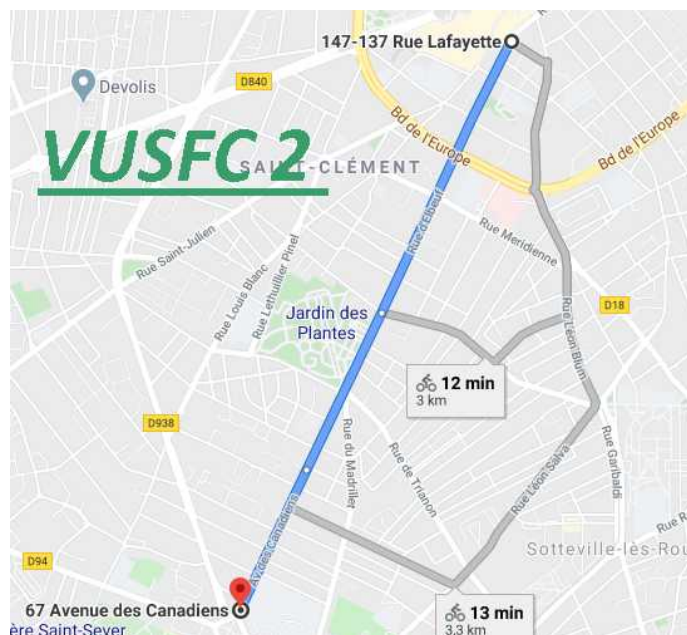 147-137 Rue Lafayette
Devolis
D840
Bd de l'Europe
Bd de l'Europe
VUSFC 2
SAINT-CLÉMENT
Rue d'Elbeuf
Rue Meridienne
Rue Saint-Julien
Rue Louis Blanc
Rue Lethuillier Pinel
D18
Jardin des
Plantes
Rue Léon Blum
12 min
3 km
D938
Rue du Madrillet
Rue de Trianon
Rue Léon Salva
Rue Garibaldi
Rue R
Av. des Canadiens
Sotteville-lès-Rou
D94
67 Avenue des Canadiens
13 min
3,3 km
ère Saint-Sever